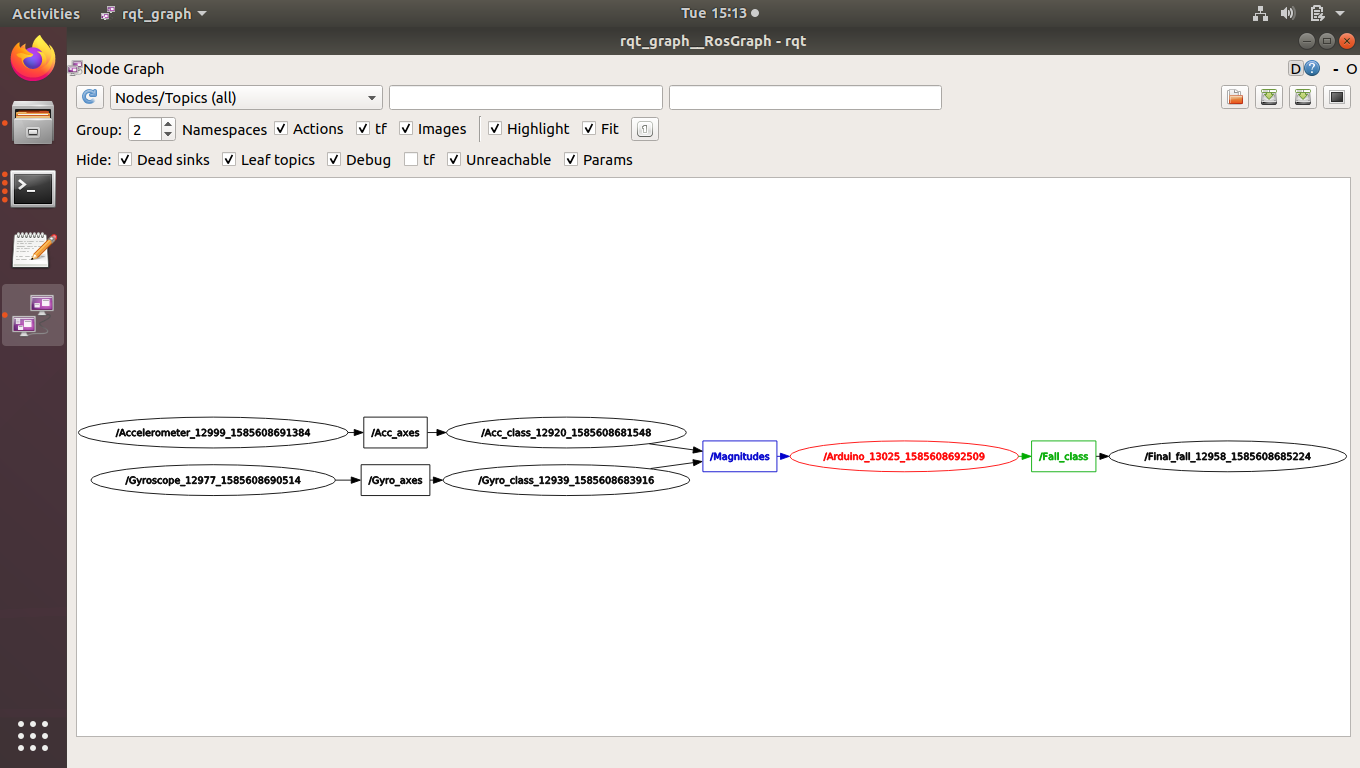 Activities rqt_graph Tue 15:13
rqt_graph__RosGraph - rqt
Node Graph D ? - O
Nodes/Topics (all)
Group: 2 Namespaces Actions tf Images Highlight Fit
Hide: Dead sinks Leaf topics Debug tf Unreachable Params
/Accelerometer_12999_1585608691384 /Acc_axes /Acc_class_12920_1585608681548
/Magnitudes /Arduino_13025_1585608692509 /Fall_class /Final_fall_12958_1585608685224
/Gyroscope_12977_1585608690514 /Gyro_axes /Gyro_class_12939_1585608683916